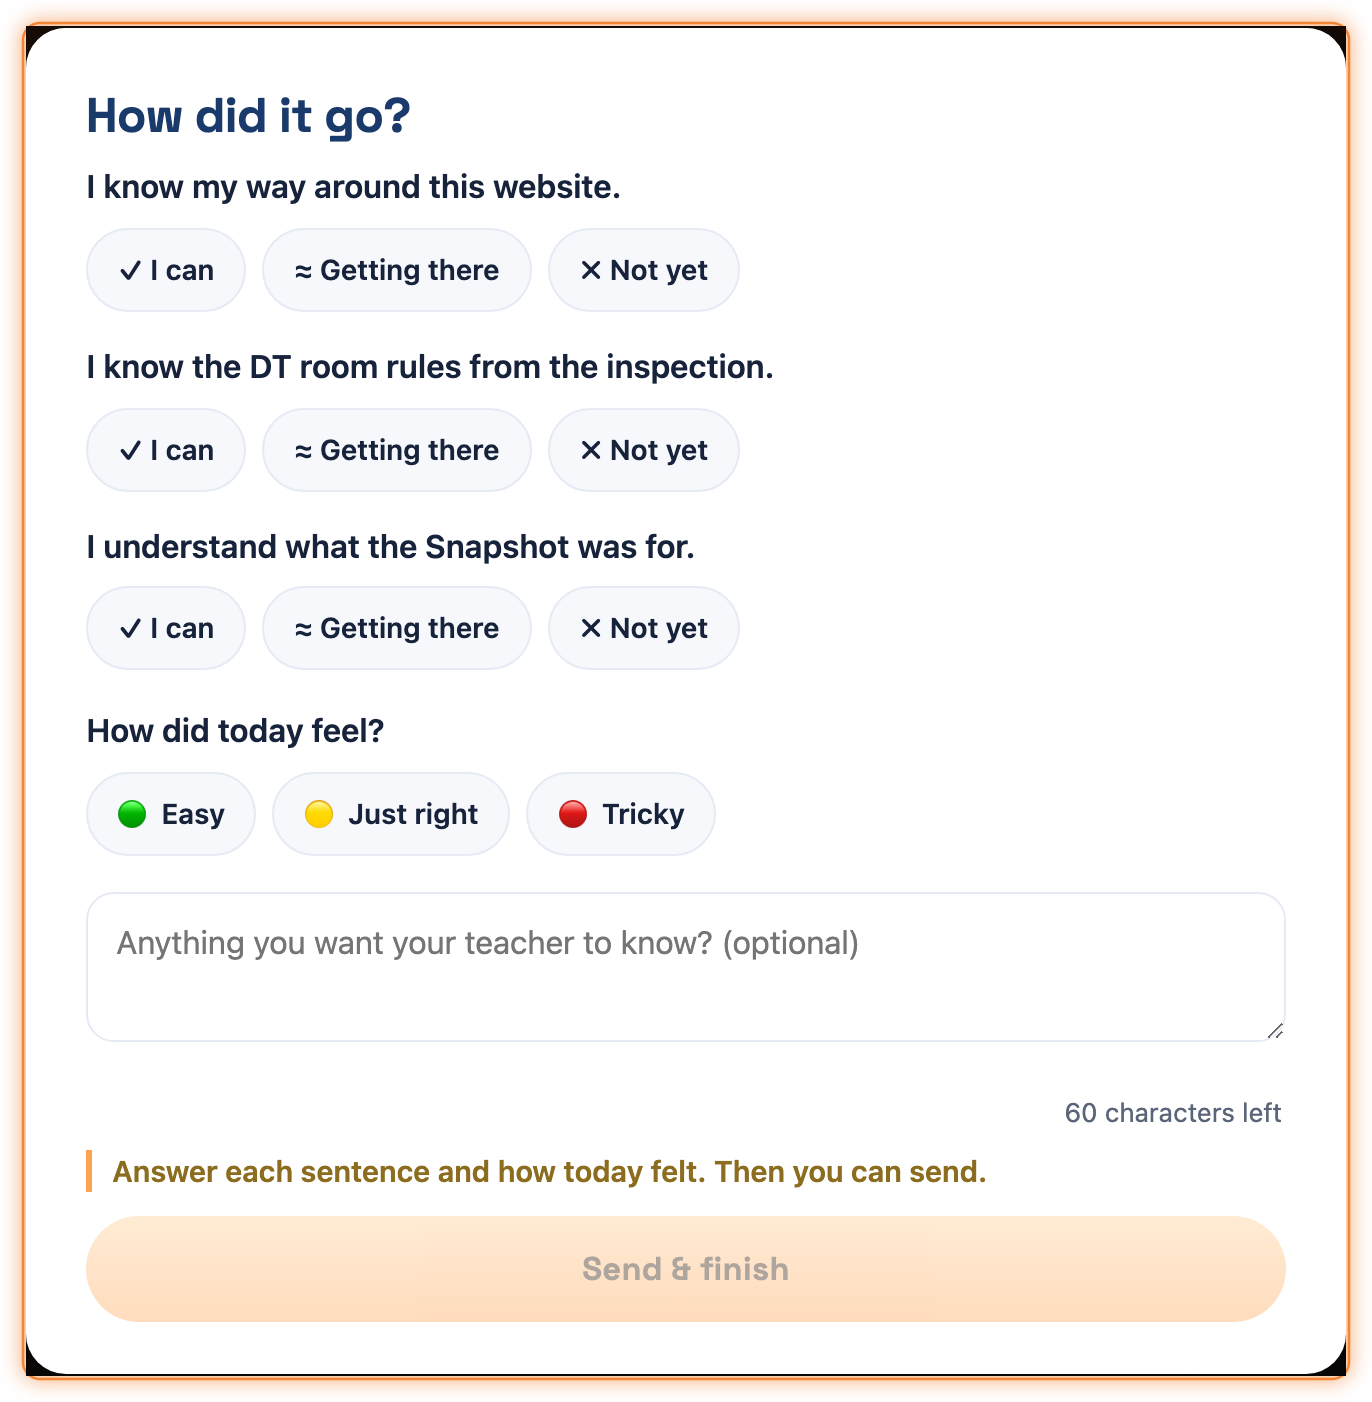 How did it go?
I know my way around this website.
✓ I can ≈ Getting there ✕ Not yet
I know the DT room rules from the inspection.
✓ I can ≈ Getting there ✕ Not yet
I understand what the Snapshot was for.
✓ I can ≈ Getting there ✕ Not yet
How did today feel?
Easy Just right Tricky
Anything you want your teacher to know? (optional)
60 characters left
Answer each sentence and how today felt. Then you can send.
Send & finish